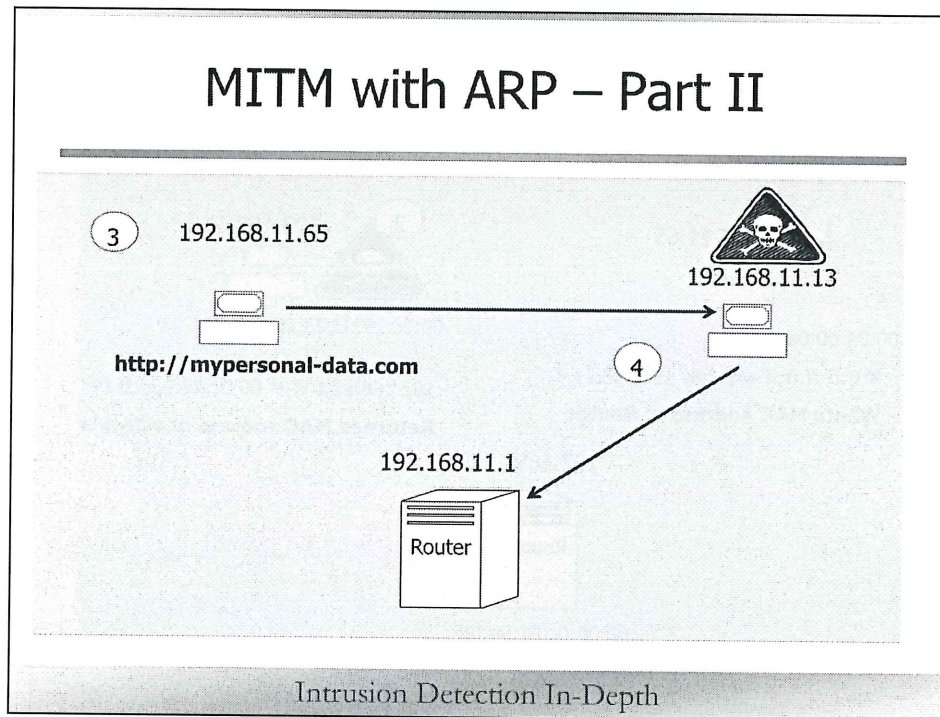 MITM with ARP – Part II
3
192.168.11.65
192.168.11.13
http://mypersonal-data.com
4
192.168.11.1
Router
Intrusion Detection In-Depth